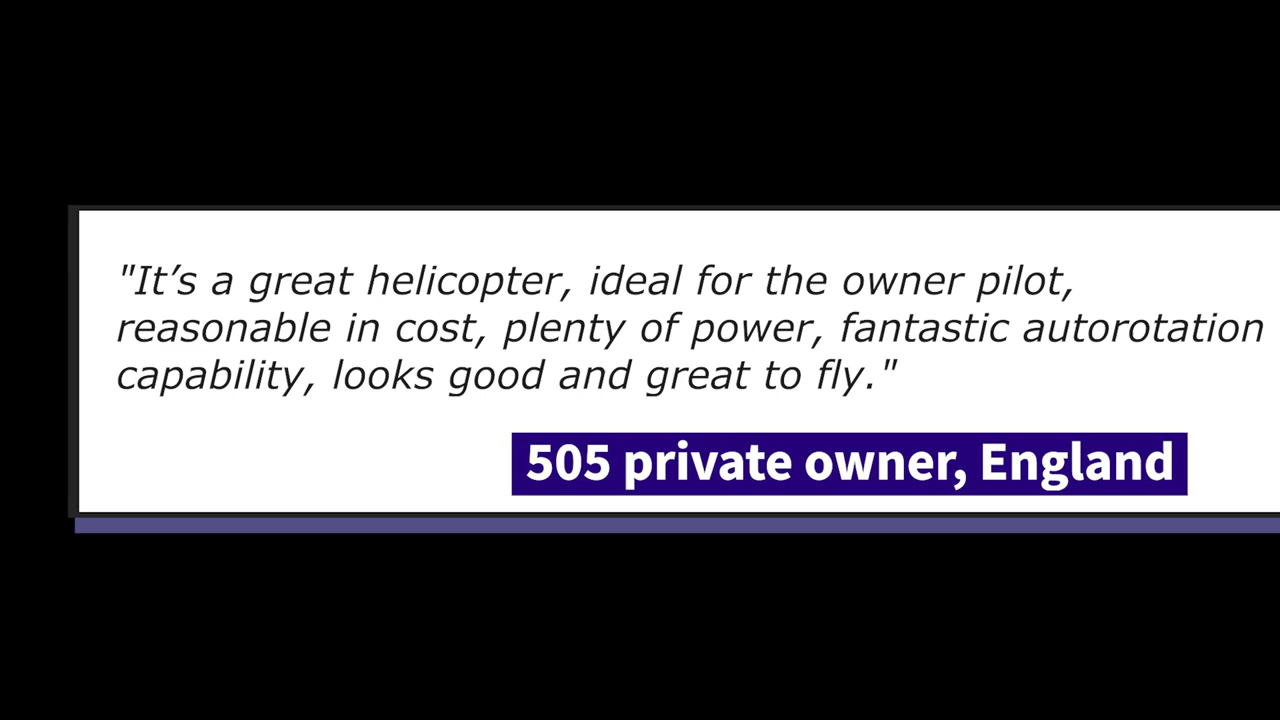 "It’s a great helicopter, ideal for the owner pilot,
reasonable in cost, plenty of power, fantastic autorotation
capability, looks good and great to fly."
505 private owner, England